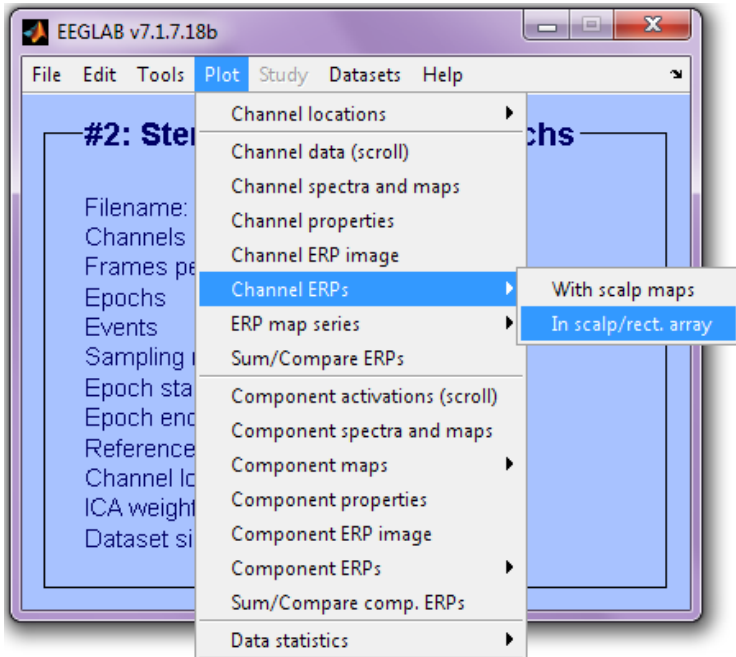 EEGLAB v7.1.7.18b
File Edit Tools Plot Study Datasets Help
#2: Ster
chs
Filename:
Channels
Frames pe
Epochs
Events
Sampling r
Epoch sta
Epoch end
Reference
Channel lo
ICA weight
Dataset si
Channel locations
Channel data (scroll)
Channel spectra and maps
Channel properties
Channel ERP image
Channel ERPs
ERP map series
Sum/Compare ERPs
Component activations (scroll)
Component spectra and maps
Component maps
Component properties
Component ERP image
Component ERPs
Sum/Compare comp. ERPs
Data statistics
With scalp maps
In scalp/rect. array